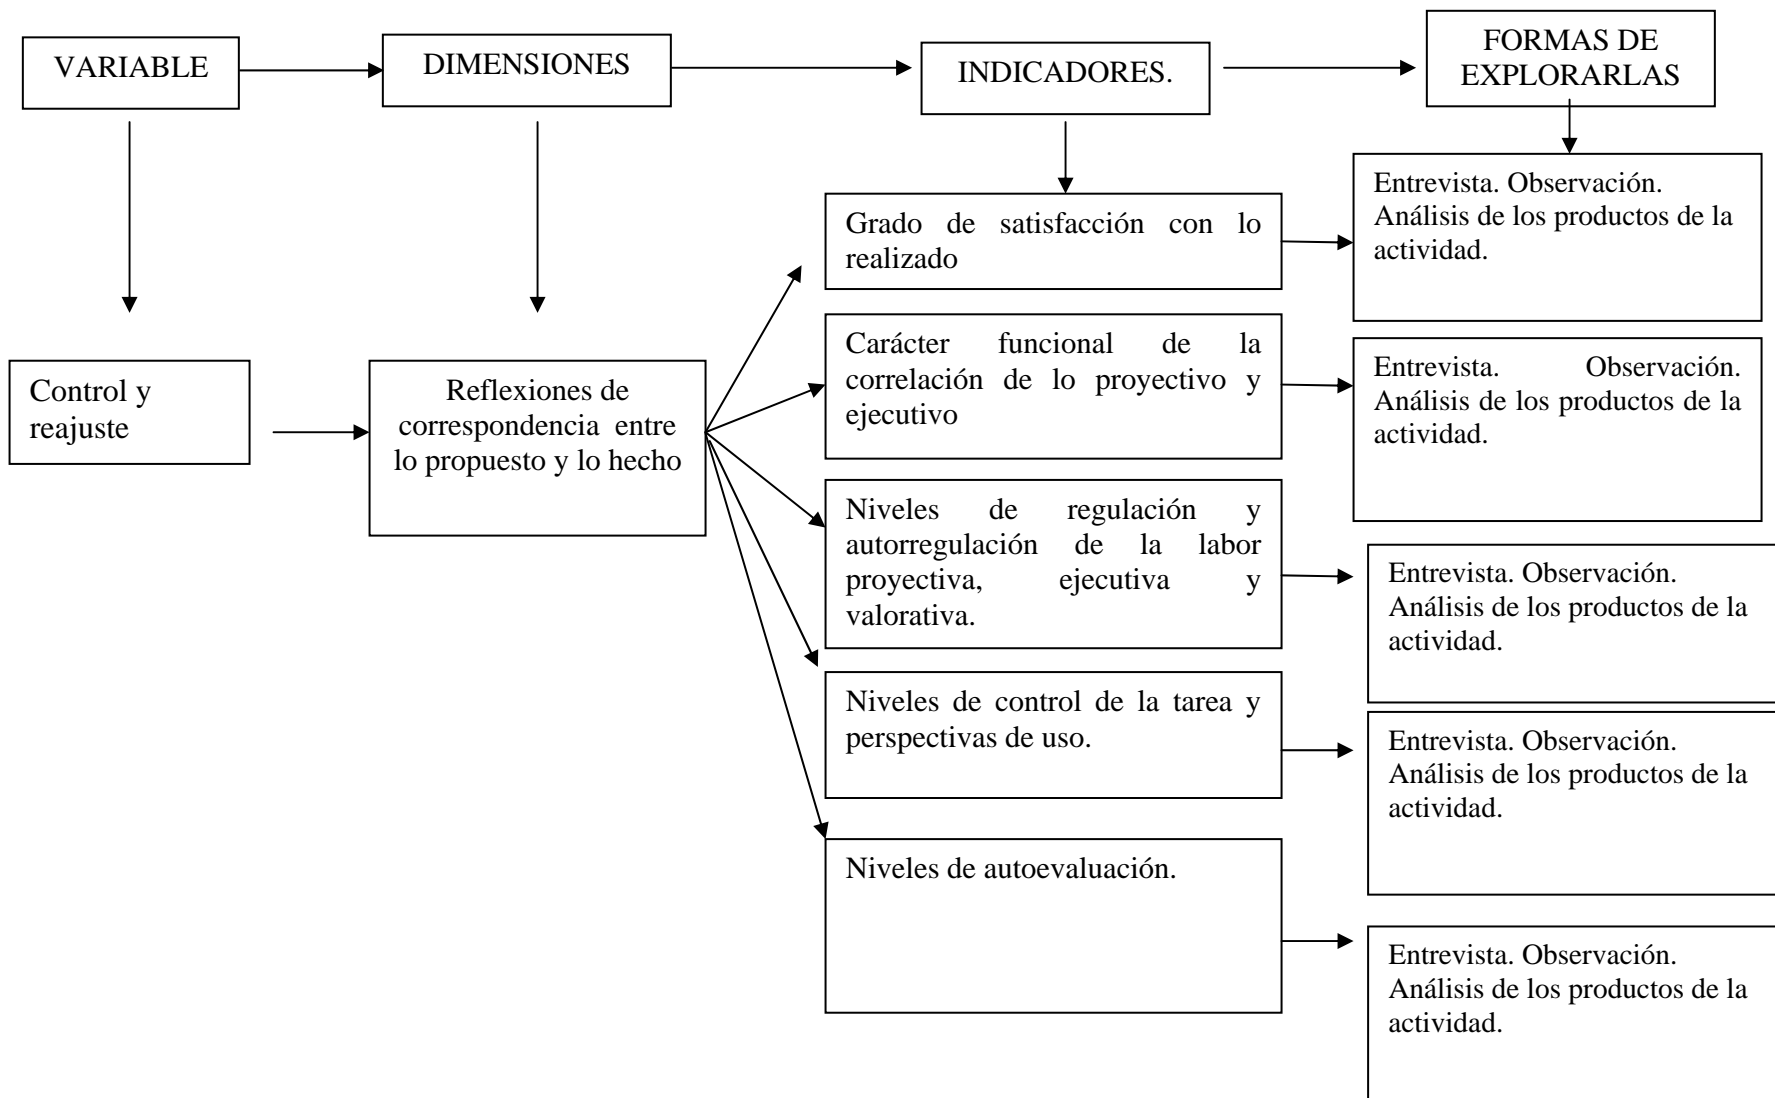 VARIABLE
DIMENSIONES
INDICADORES.
FORMAS DE
EXPLORARLAS
Control y
reajuste
Reflexiones de
correspondencia entre
lo propuesto y lo hecho
Grado de satisfacción con lo
realizado
Entrevista. Observación.
Análisis de los productos de la
actividad.
Carácter funcional de la
correlación de lo proyectivo y
ejecutivo
Entrevista. Observación.
Análisis de los productos de la
actividad.
Niveles de regulación y
autorregulación de la labor
proyectiva, ejecutiva y
valorativa.
Entrevista. Observación.
Análisis de los productos de la
actividad.
Niveles de control de la tarea y
perspectivas de uso.
Entrevista. Observación.
Análisis de los productos de la
actividad.
Niveles de autoevaluación.
Entrevista. Observación.
Análisis de los productos de la
actividad.